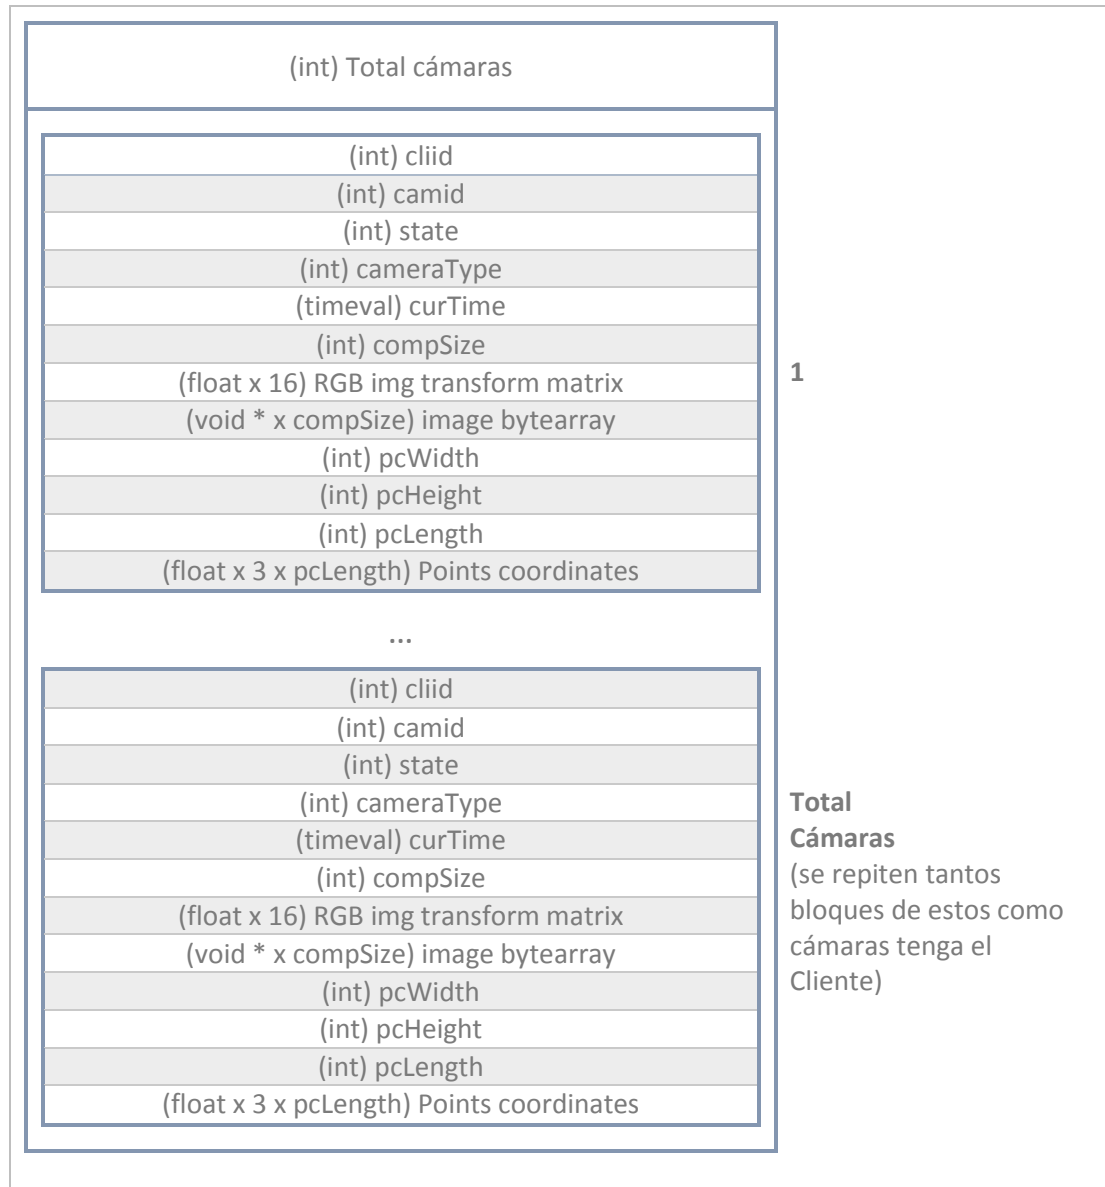 (int) Total cámaras
(int) cliid
(int) camid
(int) state
(int) cameraType
(timeval) curTime
(int) compSize
(float x 16) RGB img transform matrix
(void * x compSize) image bytearray
(int) pcWidth
(int) pcHeight
(int) pcLength
(float x 3 x pcLength) Points coordinates
1
...
(int) cliid
(int) camid
(int) state
(int) cameraType
(timeval) curTime
(int) compSize
(float x 16) RGB img transform matrix
(void * x compSize) image bytearray
(int) pcWidth
(int) pcHeight
(int) pcLength
(float x 3 x pcLength) Points coordinates
Total
Cámaras
(se repiten tantos
bloques de estos como
cámaras tenga el
Cliente)